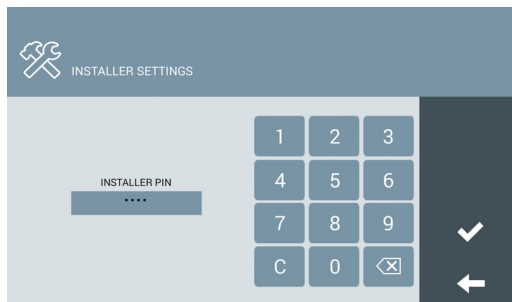 INSTALLER SETTINGS
1 2 3
INSTALLER PIN
••••
4 5 6
7 8 9
C 0